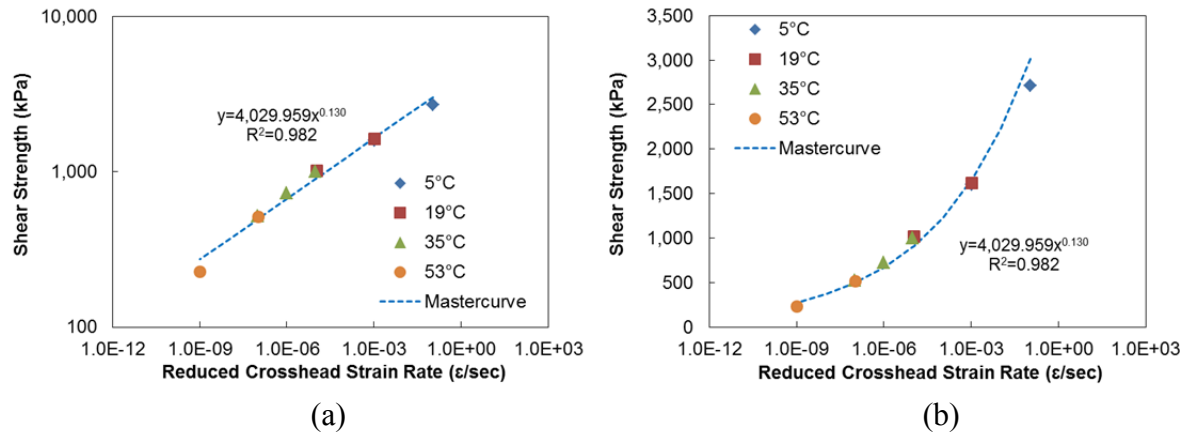 10,000
1,000
100
Shear Strength (kPa)
y=4,029.959x^0.130
R²=0.982
5°C
19°C
35°C
53°C
Mastercurve
1.0E-12 1.0E-09 1.0E-06 1.0E-03 1.0E+00 1.0E+03
Reduced Crosshead Strain Rate (ε/sec)
(a)
3,500
3,000
2,500
2,000
1,500
1,000
500
0
Shear Strength (kPa)
5°C
19°C
35°C
53°C
Mastercurve
y=4,029.959x^0.130
R²=0.982
1.0E-12 1.0E-09 1.0E-06 1.0E-03 1.0E+00 1.0E+03
Reduced Crosshead Strain Rate (ε/sec)
(b)